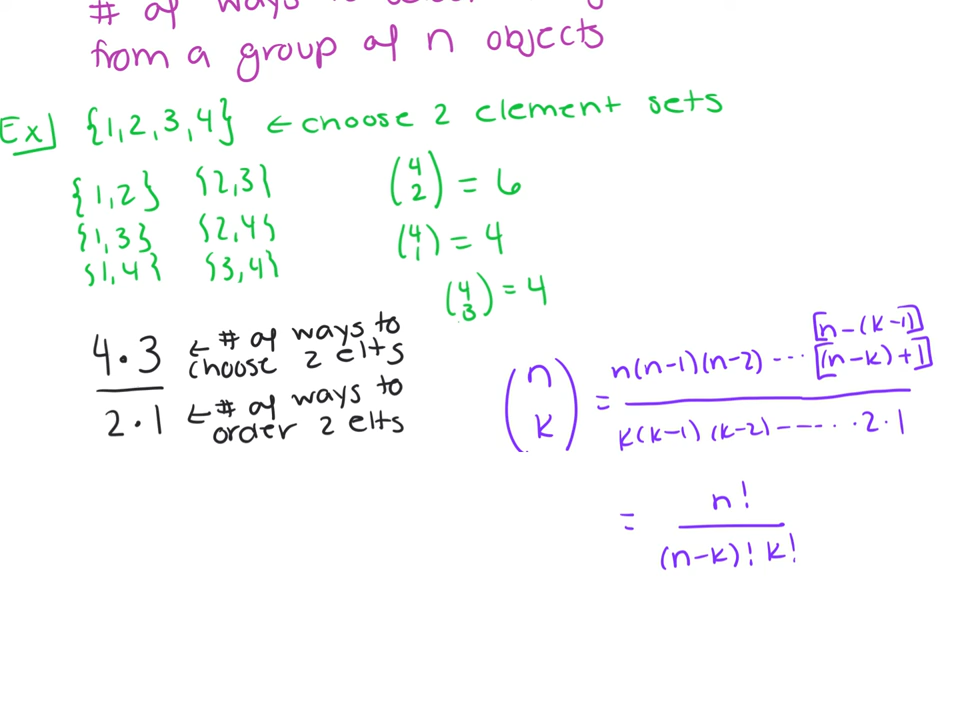 # of ways
from a group of n objects
Ex] {1,2,3,4} ← choose 2 element sets
{1,2} {2,3}
{1,3} {2,4}
{1,4} {3,4}
(4 2) = 6
(4 1) = 4
(4 3) = 4
4·3 ← # of ways to choose 2 elts
2·1 ← # of ways to order 2 elts
[n-(k-1)]
(n k) = n(n-1)(n-2) ... [(n-k)+1]
k(k-1)(k-2) ----- ·2·1
= n!
(n-k)! k!